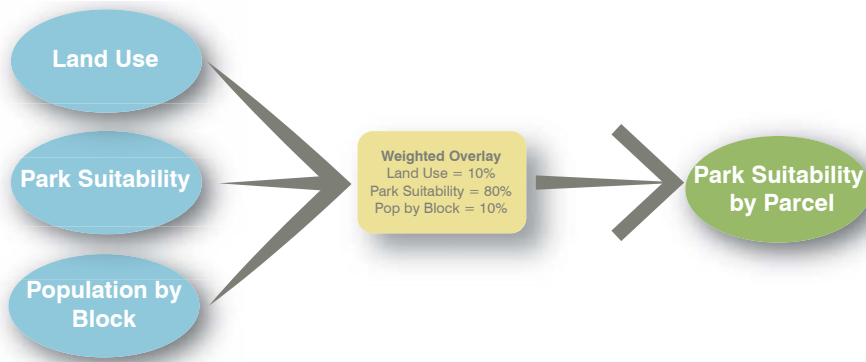 Land Use
Park Suitability
Population by
Block
Weighted Overlay
Land Use = 10%
Park Suitability = 80%
Pop by Block = 10%
Park Suitability
by Parcel